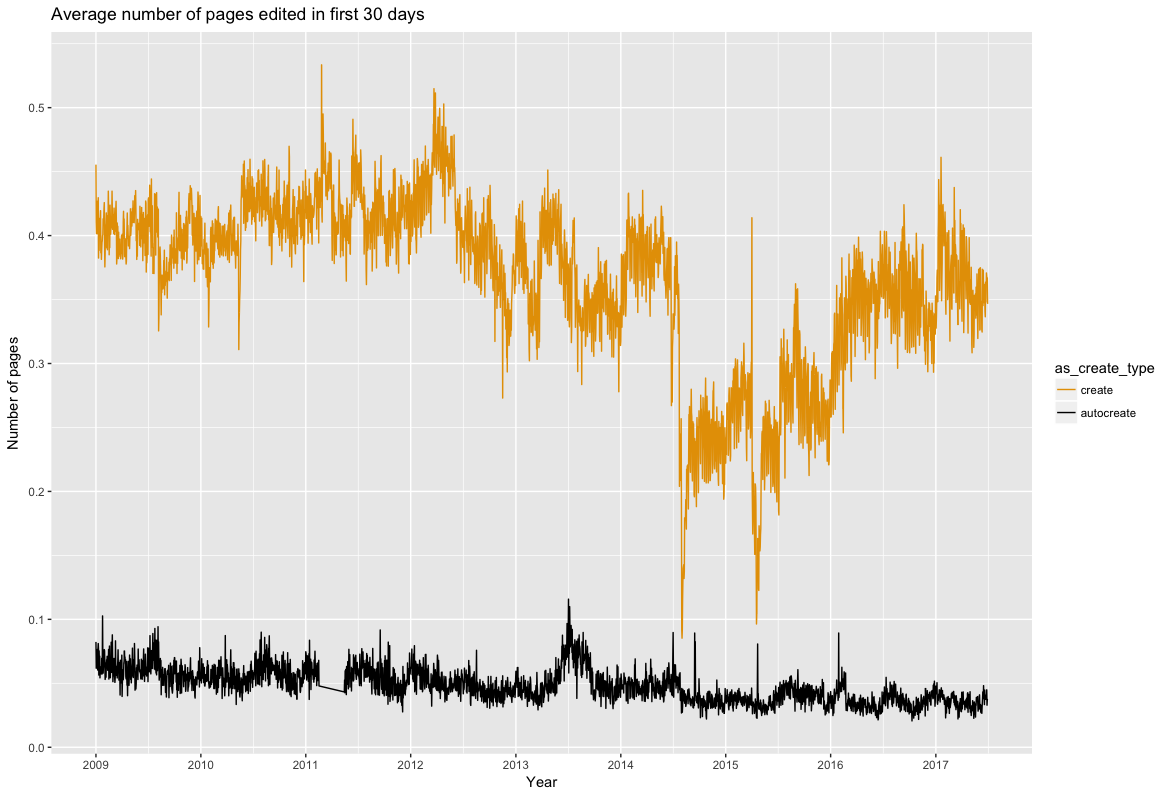 Average number of pages edited in first 30 days
Number of pages
0.5
0.4
0.3
0.2
0.1
0.0
2009 2010 2011 2012 2013 2014 2015 2016 2017
Year
as_create_type
create
autocreate